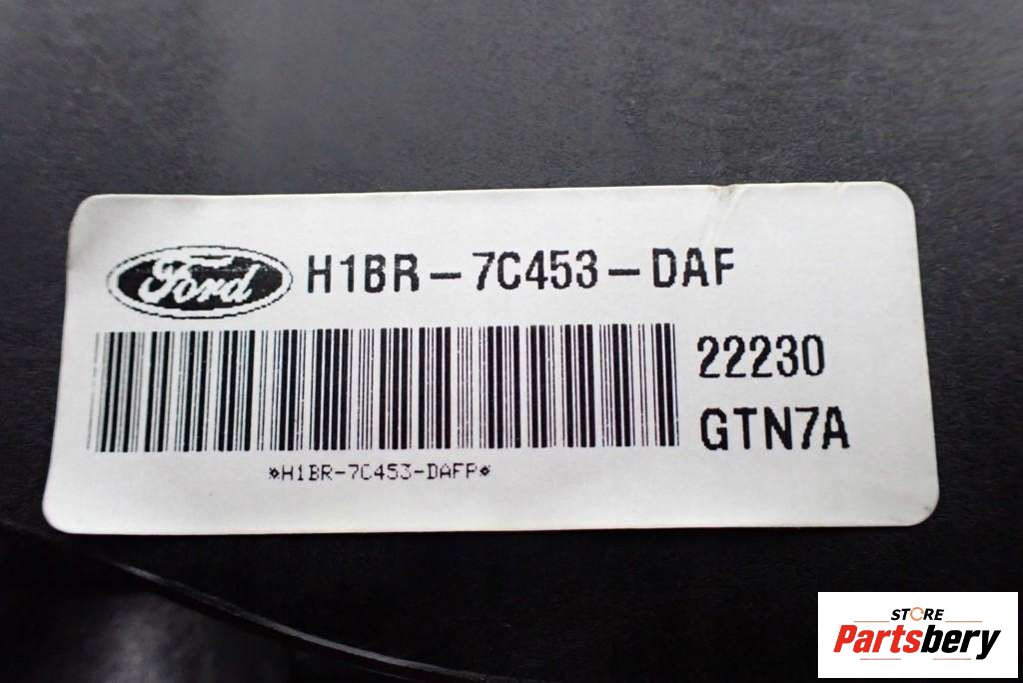 Ford H1BR-7C453-DAF
22230
GTN7A
*H1BR-7C453-DAFP*
STORE
Partsbery